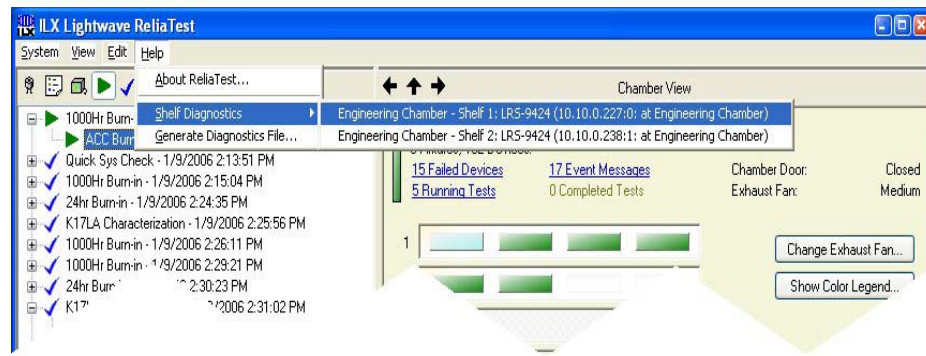 ILX Lightwave ReliaTest
System View Edit Help
About ReliaTest...
Shelf Diagnostics
Generate Diagnostics File...
Engineering Chamber - Shelf 1: LRS-9424 (10.10.0.227:0: at Engineering Chamber)
Engineering Chamber - Shelf 2: LRS-9424 (10.10.0.238:1: at Engineering Chamber)
1000Hr Burn-
ACC Burn
Quick Sys Check - 1/9/2006 2:13:51 PM
1000Hr Burn-in - 1/9/2006 2:15:04 PM
24hr Burn-in - 1/9/2006 2:24:35 PM
K17LA Characterization - 1/9/2006 2:25:56 PM
1000Hr Burn-in - 1/9/2006 2:26:11 PM
1000Hr Burn-in - 1/9/2006 2:29:21 PM
24hr Bur 2:30:23 PM
K17 2006 2:31:02 PM
Chamber View
15 Failed Devices 17 Event Messages
5 Running Tests 0 Completed Tests
Chamber Door: Closed
Exhaust Fan: Medium
1
Change Exhaust Fan...
Show Color Legend...